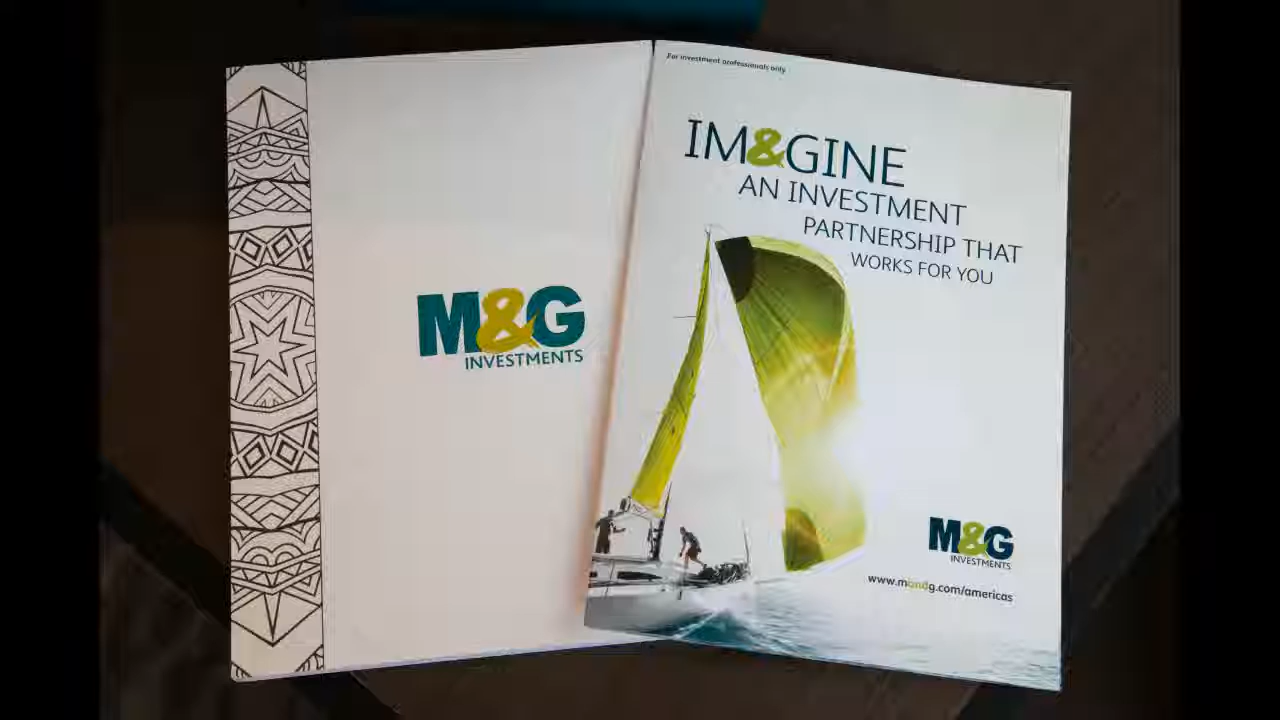 M&G
INVESTMENTS
For investment professionals only
IM&GINE
AN INVESTMENT
PARTNERSHIP THAT
WORKS FOR YOU
M&G
INVESTMENTS
www.mandg.com/americas